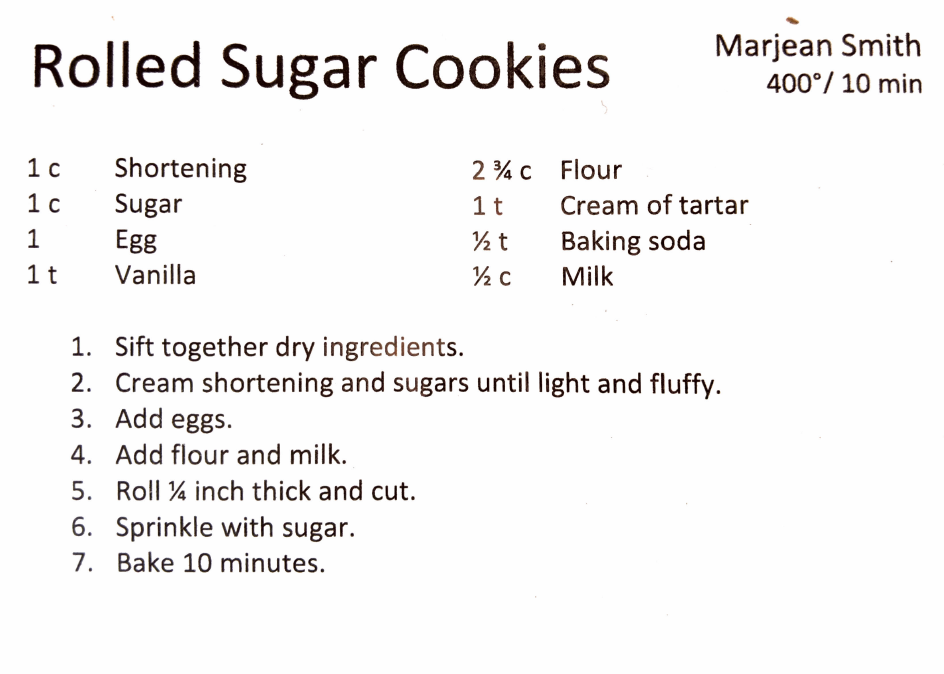 Rolled Sugar Cookies
Marjean Smith
400°/ 10 min
1 c Shortening
1 c Sugar
1 Egg
1 t Vanilla
2 ¾ c Flour
1 t Cream of tartar
½ t Baking soda
½ c Milk
1. Sift together dry ingredients.
2. Cream shortening and sugars until light and fluffy.
3. Add eggs.
4. Add flour and milk.
5. Roll ¼ inch thick and cut.
6. Sprinkle with sugar.
7. Bake 10 minutes.